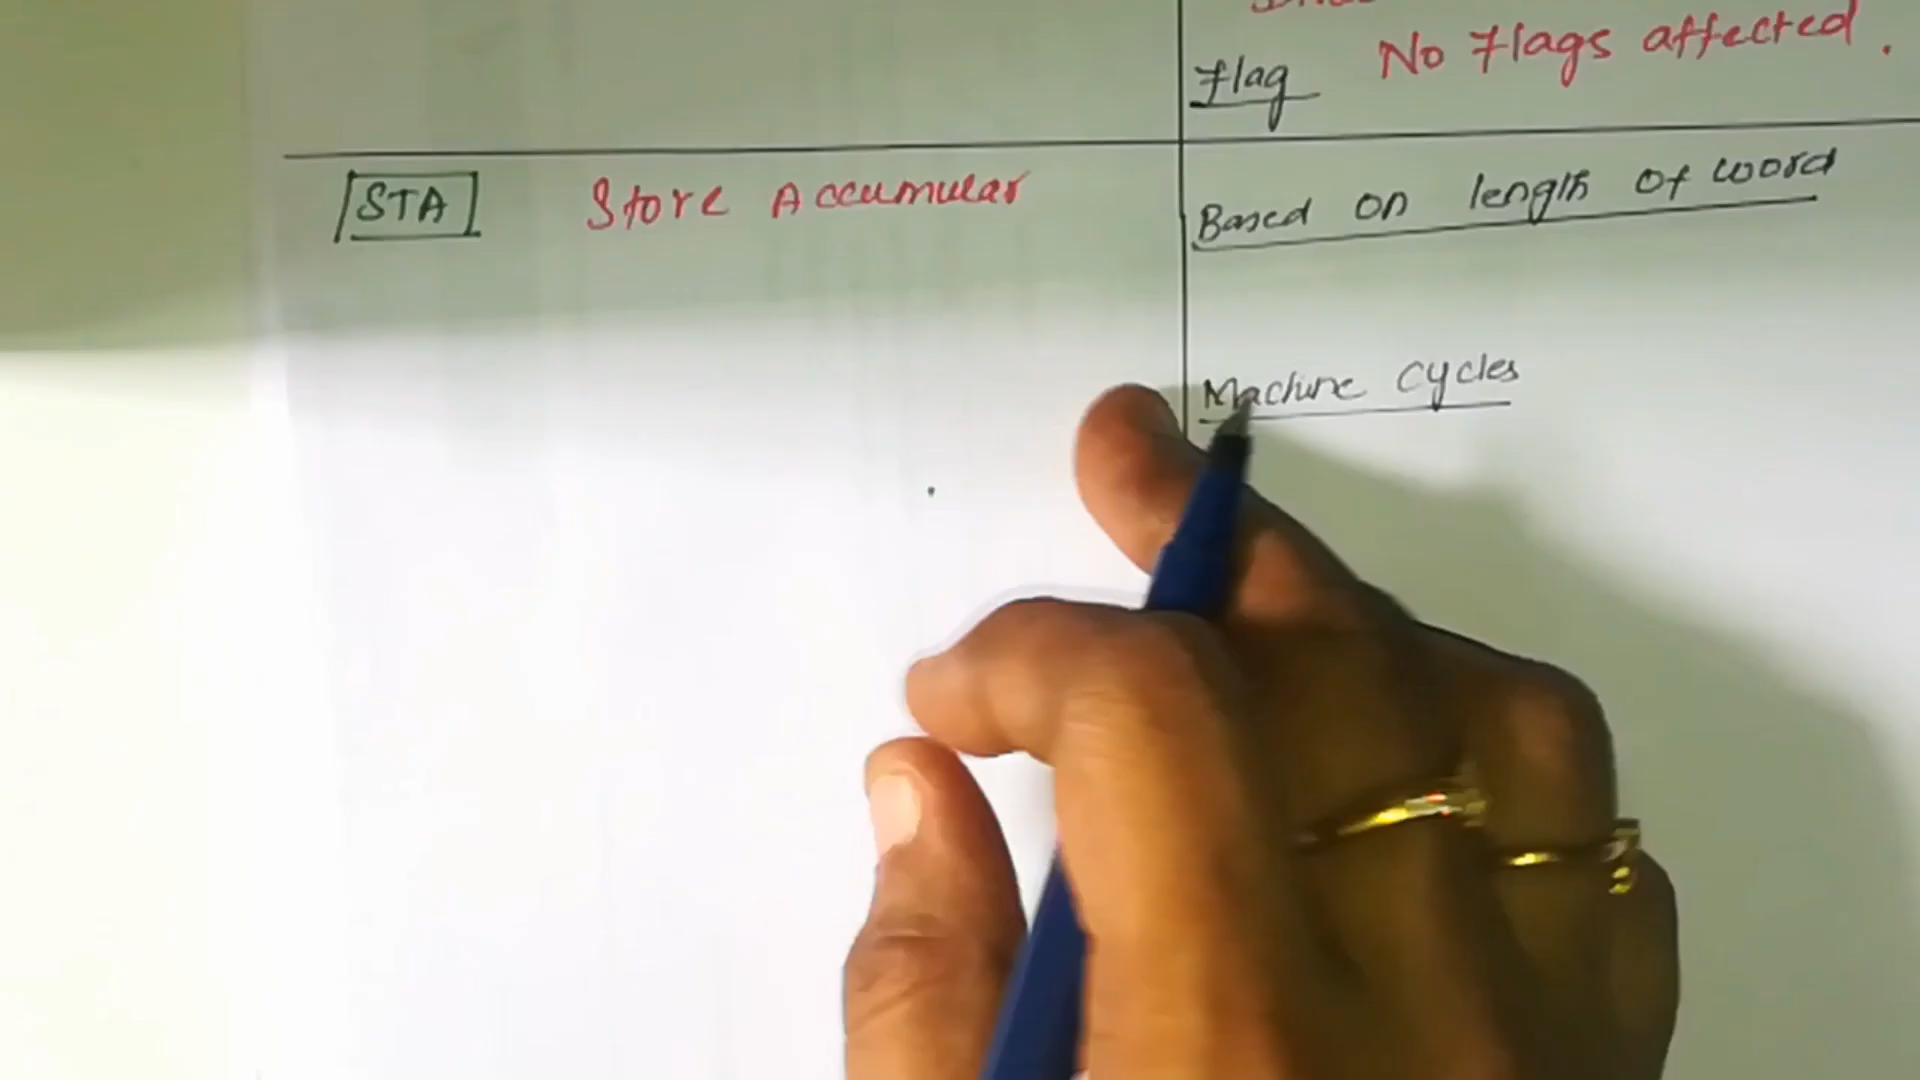 No Flags affected.
Flag
STA Store Accumular
Based on length of word
Machine Cycles